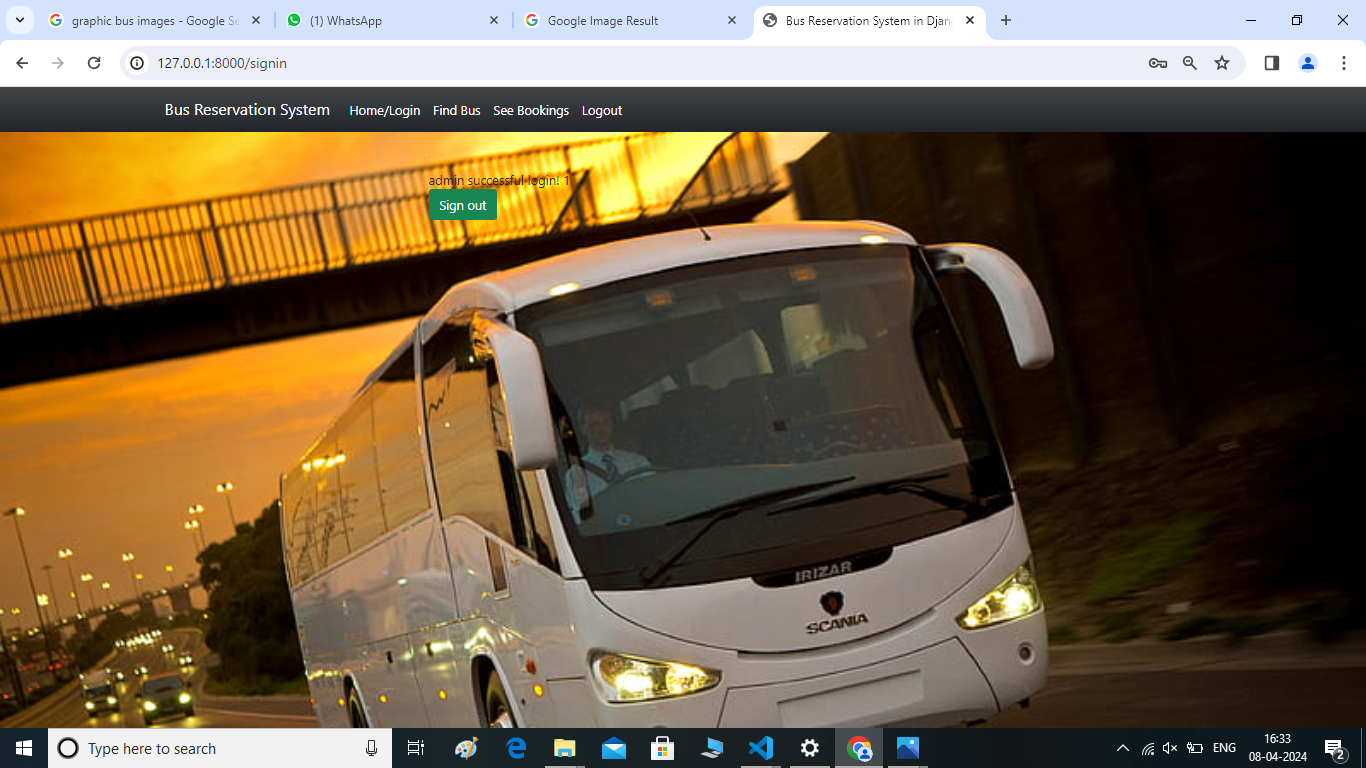 graphic bus images - Google Se
(1) WhatsApp
Google Image Result
Bus Reservation System in Djan
127.0.0.1:8000/signin
Bus Reservation System
Home/Login
Find Bus
See Bookings
Logout
admin successful login! 1
Sign out
IRIZAR
SCANIA
Type here to search
ENG
16:33
08-04-2024
2